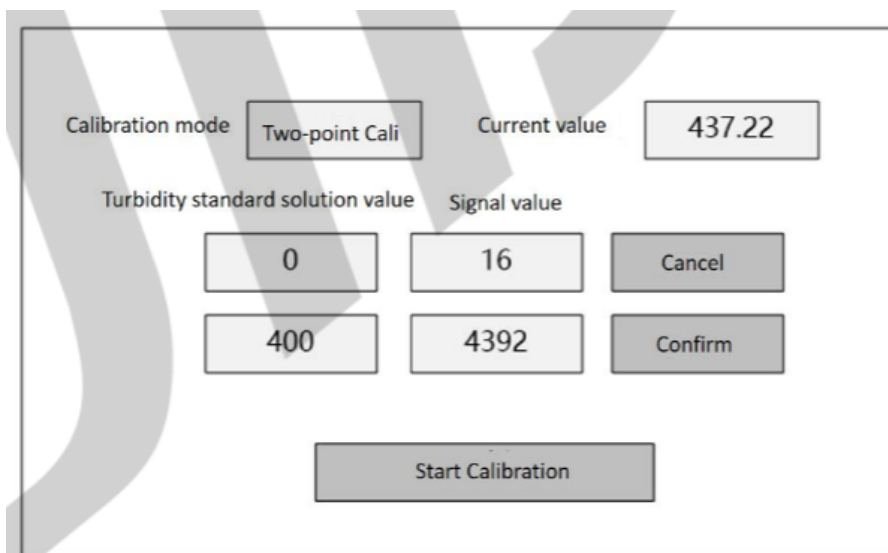 Calibration mode Two-point Cali Current value 437.22
Turbidity standard solution value Signal value
0 16 Cancel
400 4392 Confirm
Start Calibration